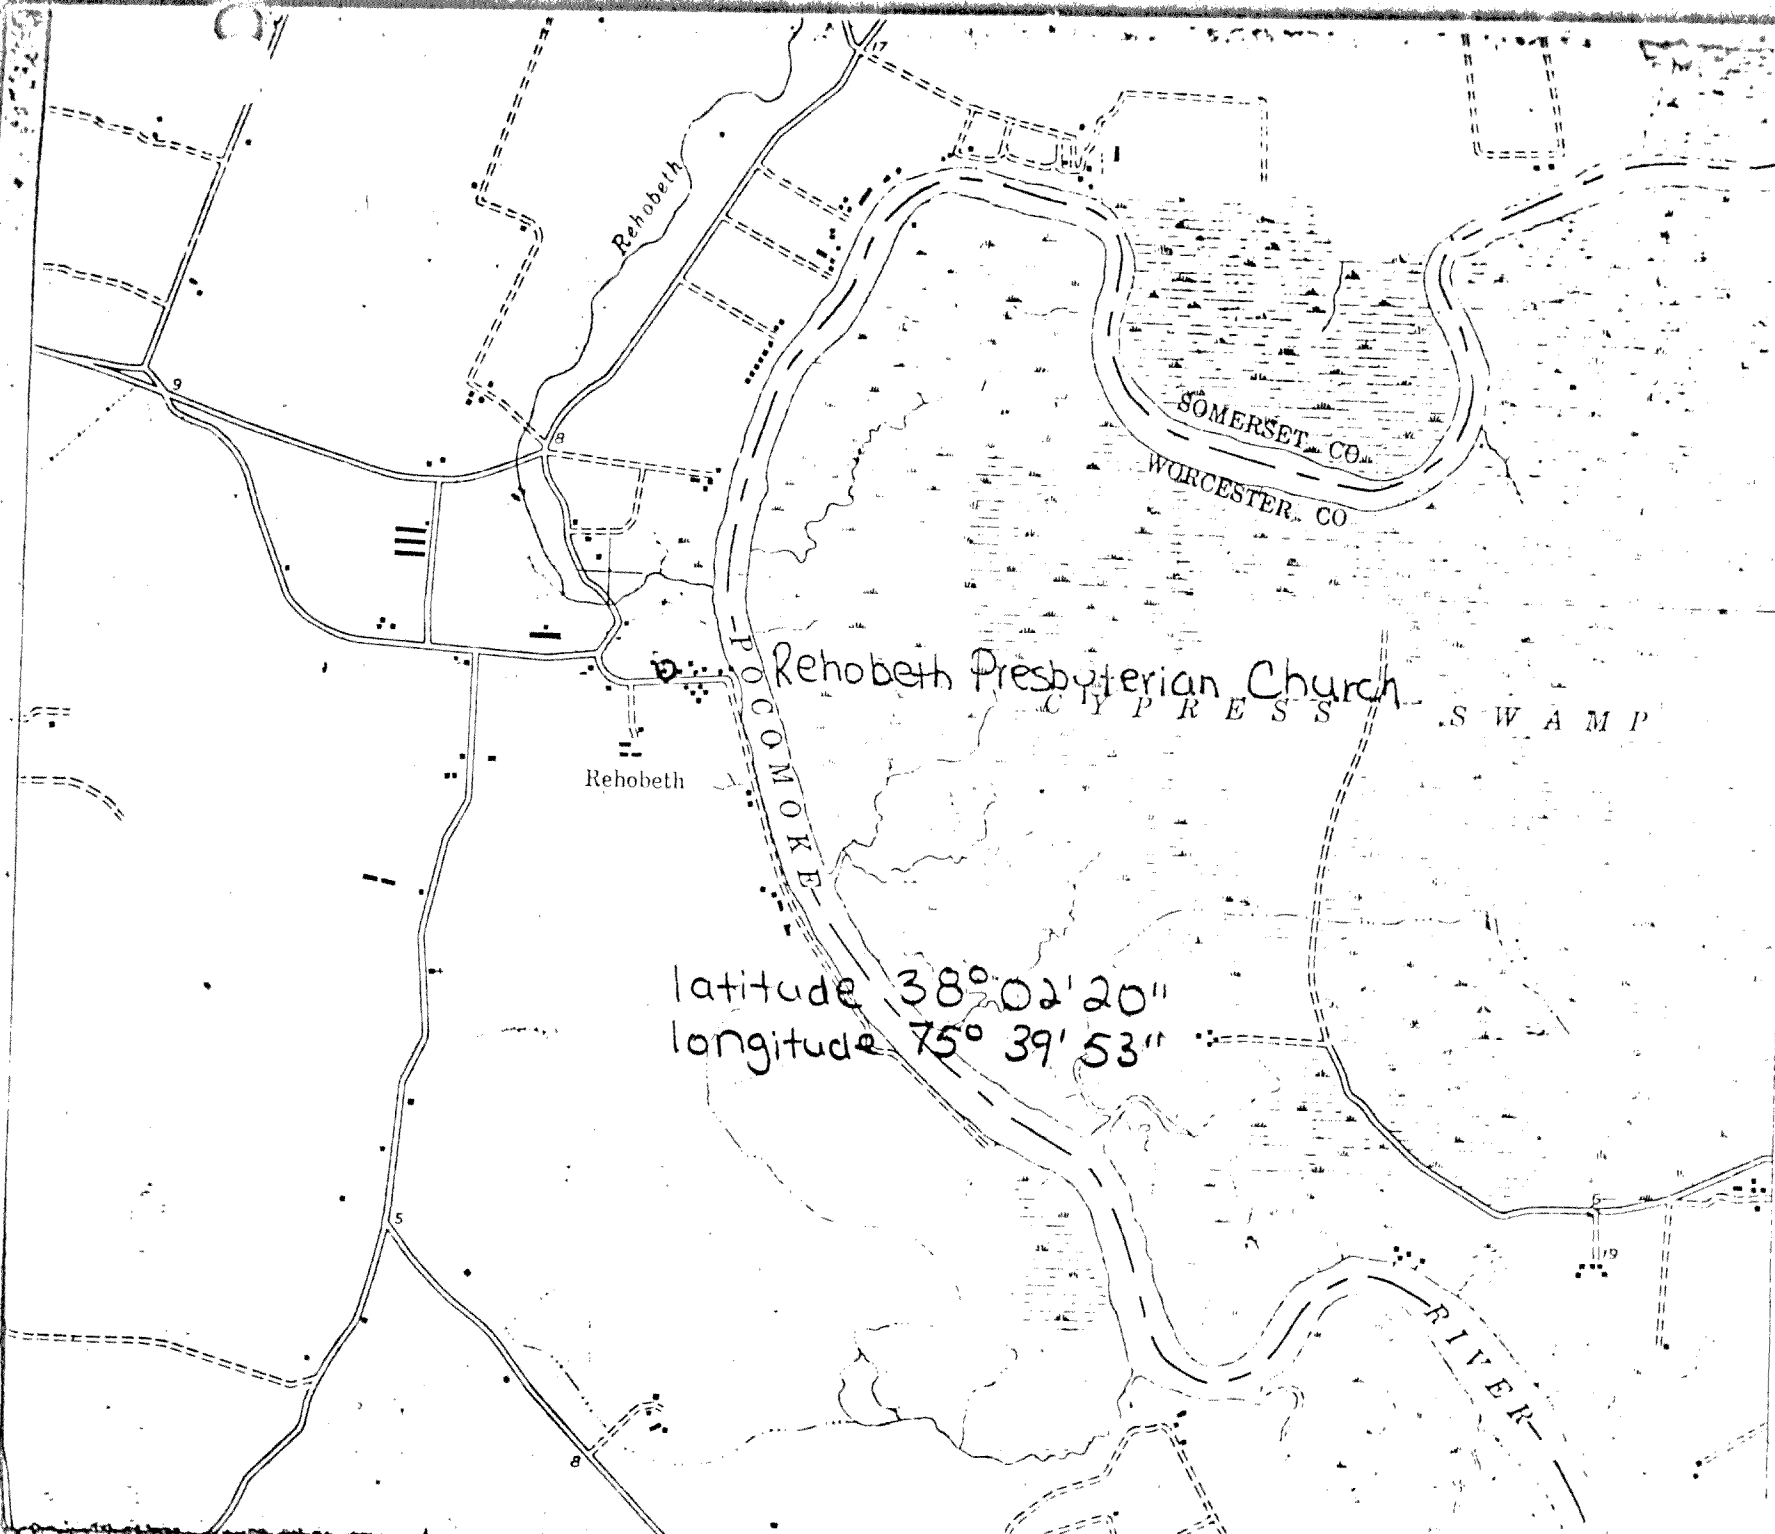 17
Rehobeth
9
8
SOMERSET CO.
WORCESTER CO
POCOMOKE
Rehobeth Presbyterian Church
CYPRESS SWAMP
Rehobeth
latitude 38° 02' 20"
longitude 75° 39' 53"
5
6
19
RIVER
8